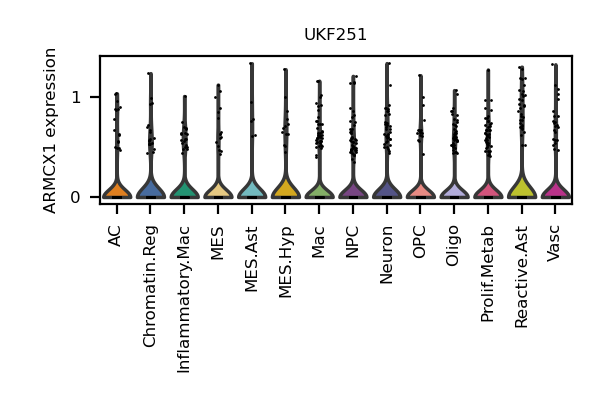 UKF251
ARMCX1 expression
1
0
AC
Chromatin.Reg
Inflammatory.Mac
MES
MES.Ast
MES.Hyp
Mac
NPC
Neuron
OPC
Oligo
Prolif.Metab
Reactive.Ast
Vasc